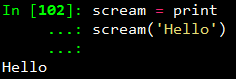 In [102]: scream = print
     ...: scream('Hello')
     ...:
Hello